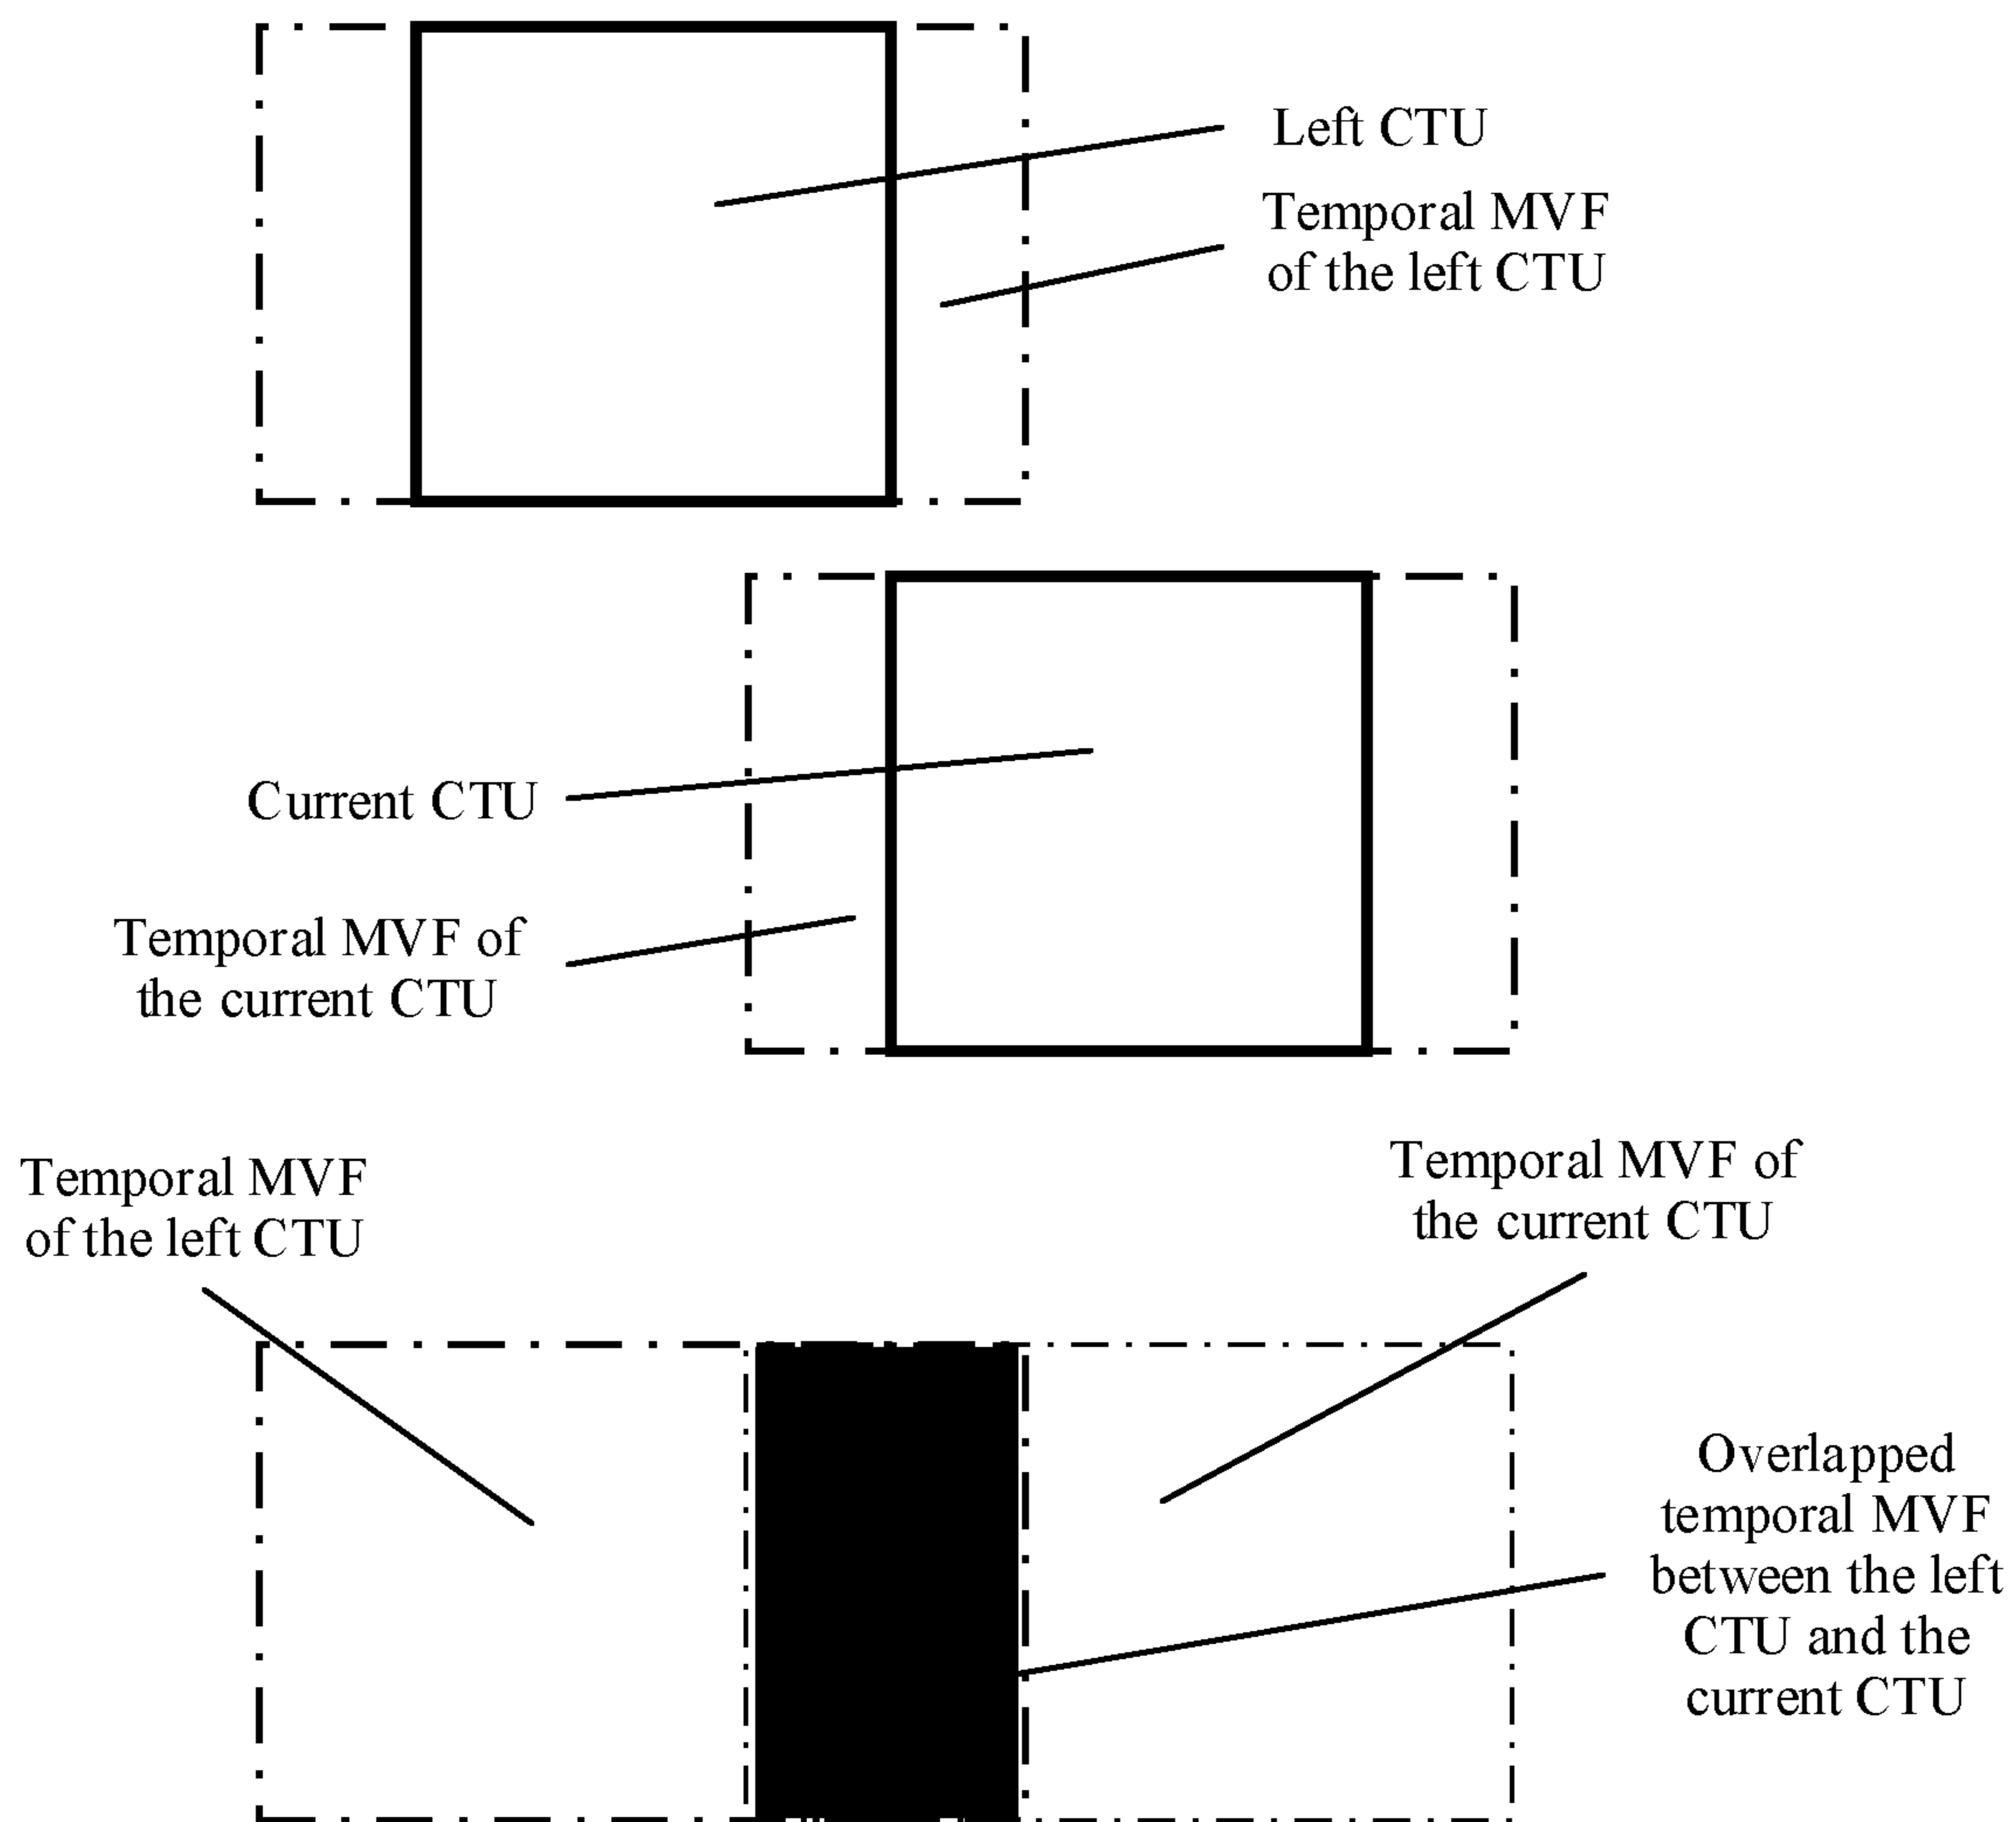 Left CTU
Temporal MVF
of the left CTU
Current CTU
Temporal MVF of
the current CTU
Temporal MVF
of the left CTU
Temporal MVF of
the current CTU
Overlapped
temporal MVF
between the left
CTU and the
current CTU